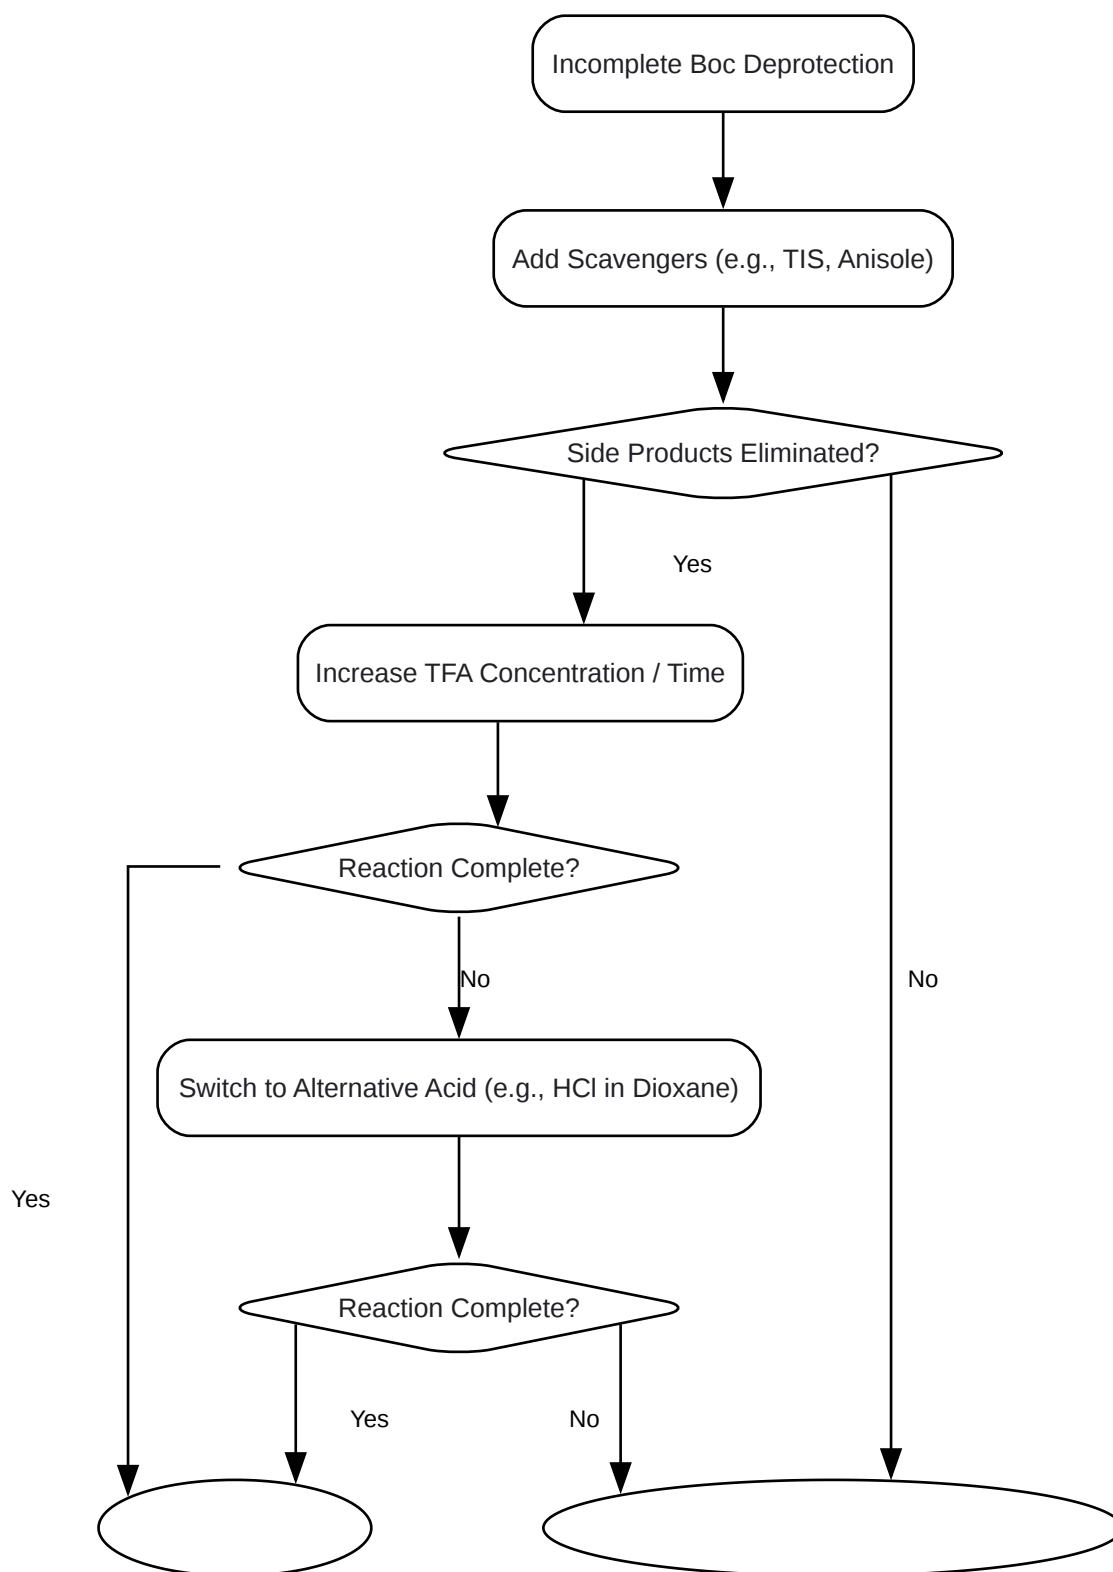 Incomplete Boc Deprotection
Add Scavengers (e.g., TIS, Anisole)
Side Products Eliminated?
Yes
Increase TFA Concentration / Time
Reaction Complete?
No
No
Switch to Alternative Acid (e.g., HCl in Dioxane)
Yes
Reaction Complete?
Yes
No